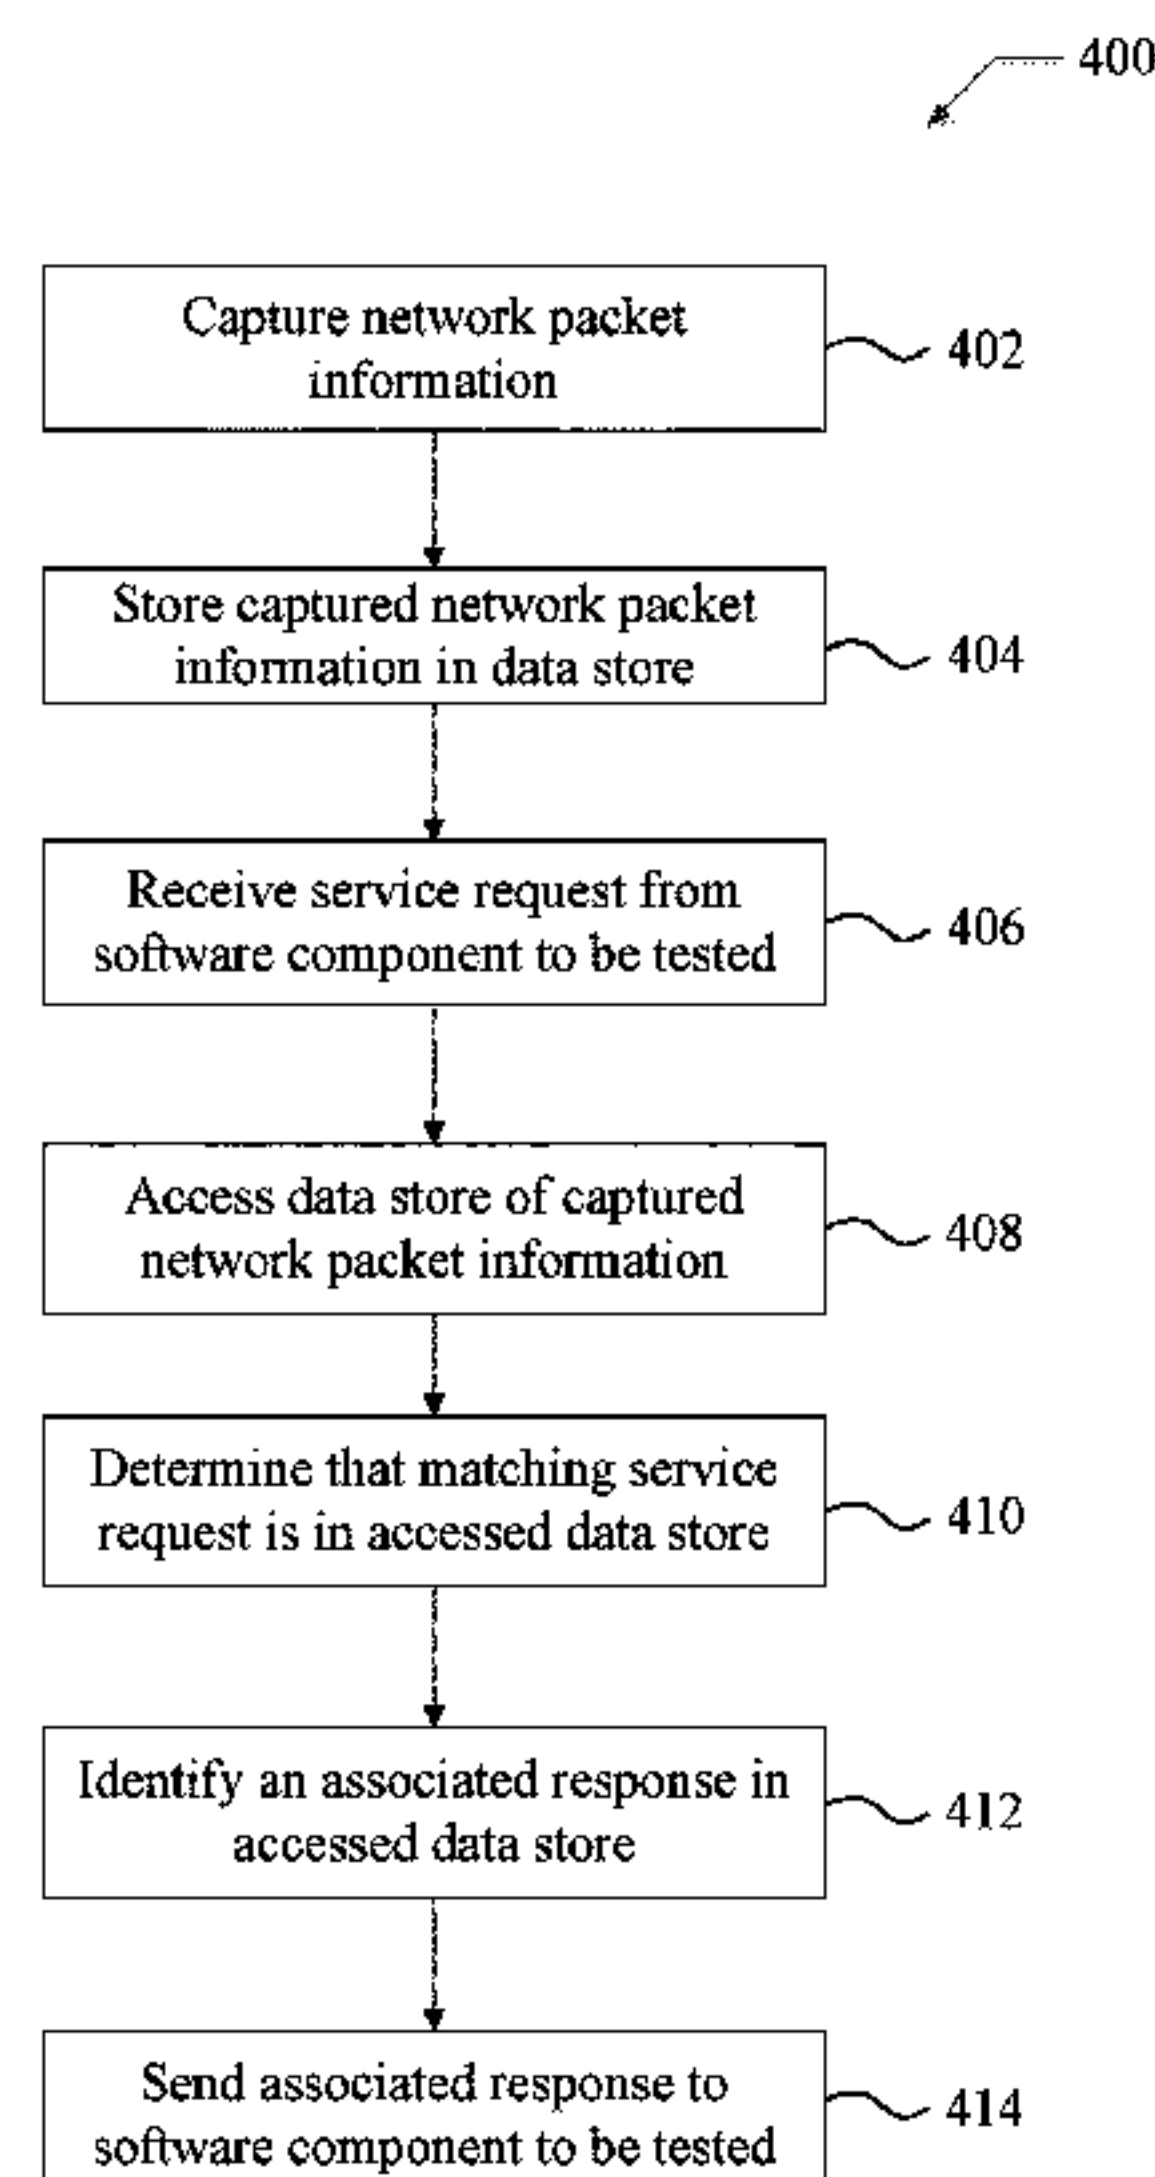 400
Capture network packet
information
402
Store captured network packet
information in data store
404
Receive service request from
software component to be tested
406
Access data store of captured
network packet information
408
Determine that matching service
request is in accessed data store
410
Identify an associated response in
accessed data store
412
Send associated response to
software component to be tested
414